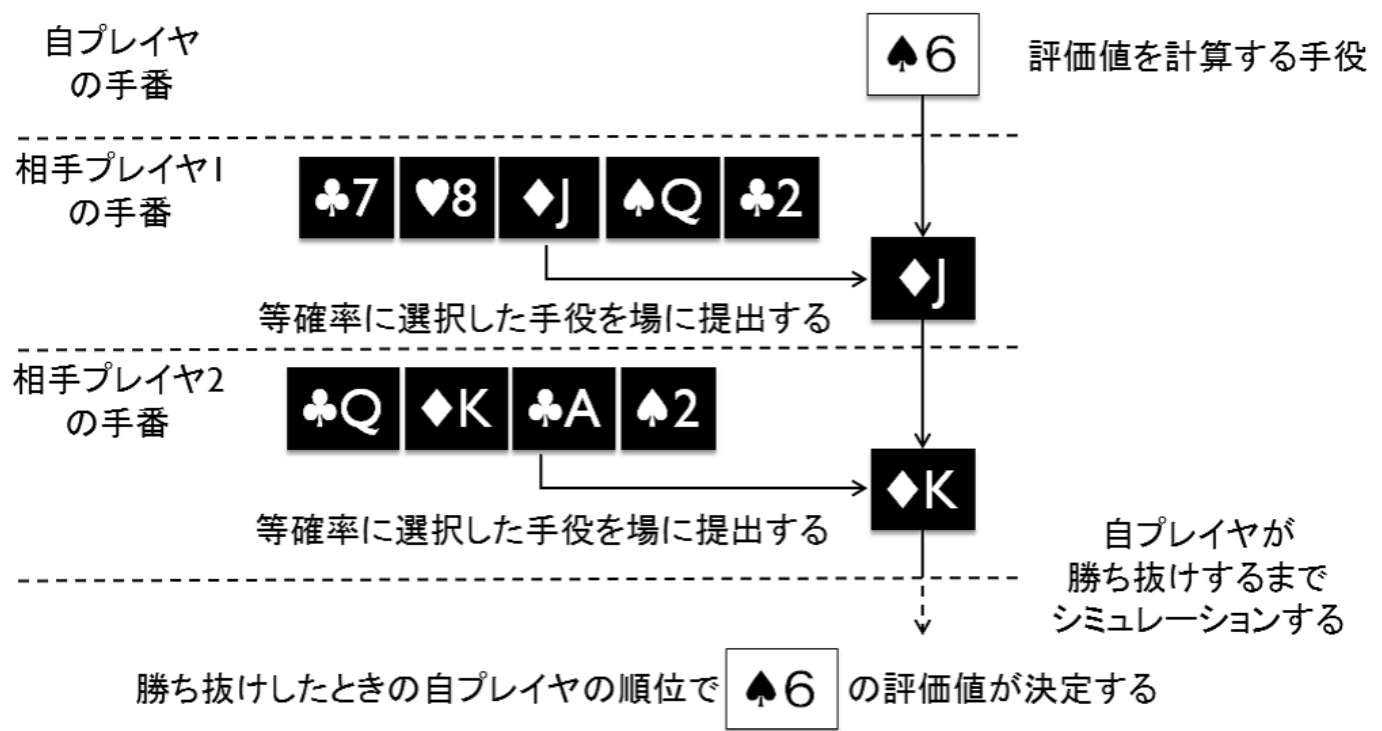 自プレイヤ
の手番
♠6
評価値を計算する手役
相手プレイヤ1
の手番
♣7 ♥8 ♦J ♠Q ♣2
♦J
等確率に選択した手役を場に提出する
相手プレイヤ2
の手番
♣Q ♦K ♣A ♠2
♦K
等確率に選択した手役を場に提出する
自プレイヤが
勝ち抜けするまで
シミュレーションする
勝ち抜けしたときの自プレイヤの順位で ♠6 の評価値が決定する